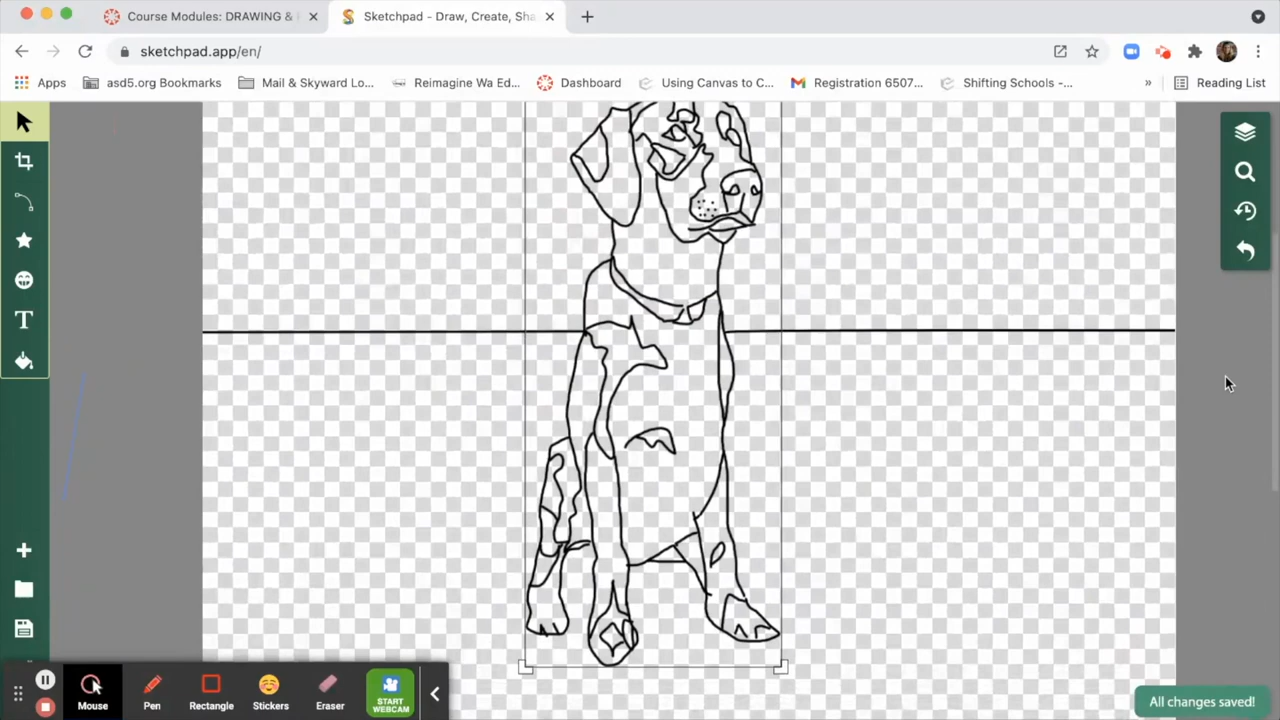 Course Modules: DRAWING &
Sketchpad - Draw, Create, Sha
sketchpad.app/en/
Apps
asd5.org Bookmarks
Mail & Skyward Lo...
Reimagine Wa Ed...
Dashboard
Using Canvas to C...
Registration 6507...
Shifting Schools -...
»
Reading List
T
Mouse
Pen
Rectangle
Stickers
Eraser
START
WEBCAM
All changes saved!